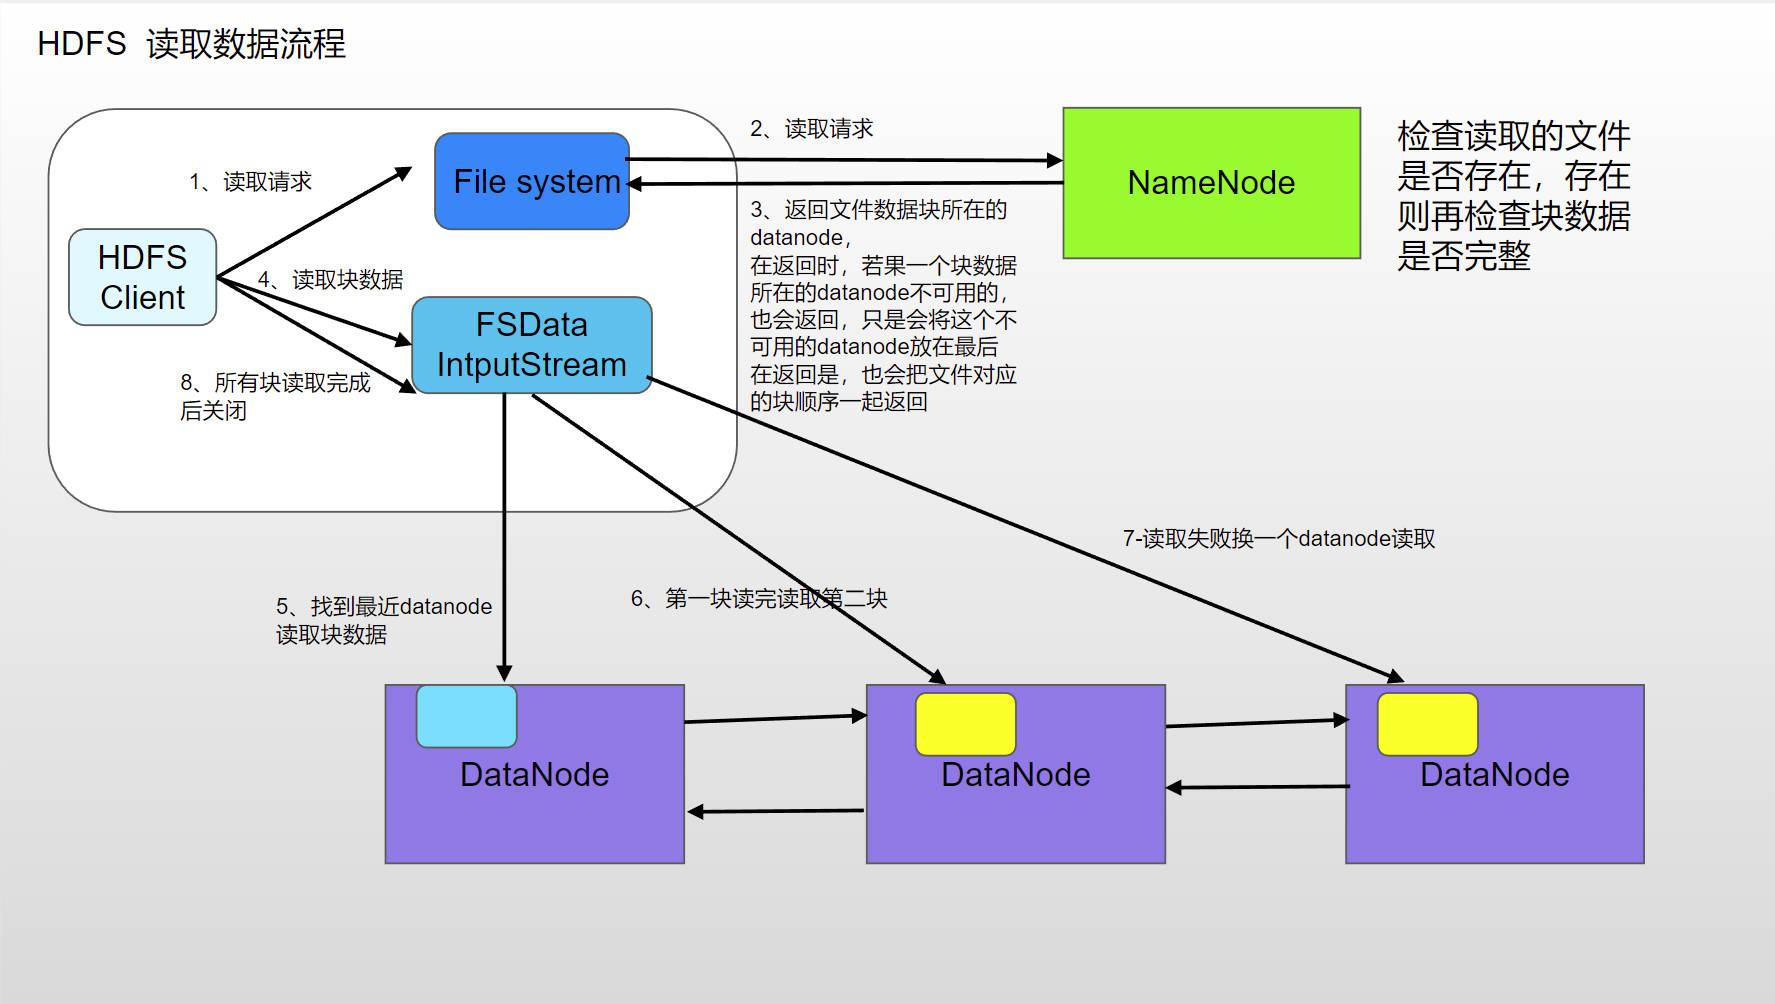 HDFS 读取数据流程
1、读取请求
File system
HDFS
Client
4、读取块数据
FSData
IntputStream
8、所有块读取完成
后关闭
2、读取请求
NameNode
检查读取的文件
是否存在，存在
则再检查块数据
是否完整
3、返回文件数据块所在的
datanode，
在返回时，若果一个块数据
所在的datanode不可用的，
也会返回，只是会将这个不
可用的datanode放在最后
在返回是，也会把文件对应
的块顺序一起返回
7-读取失败换一个datanode读取
5、找到最近datanode
读取块数据
6、第一块读完读取第二块
DataNode
DataNode
DataNode